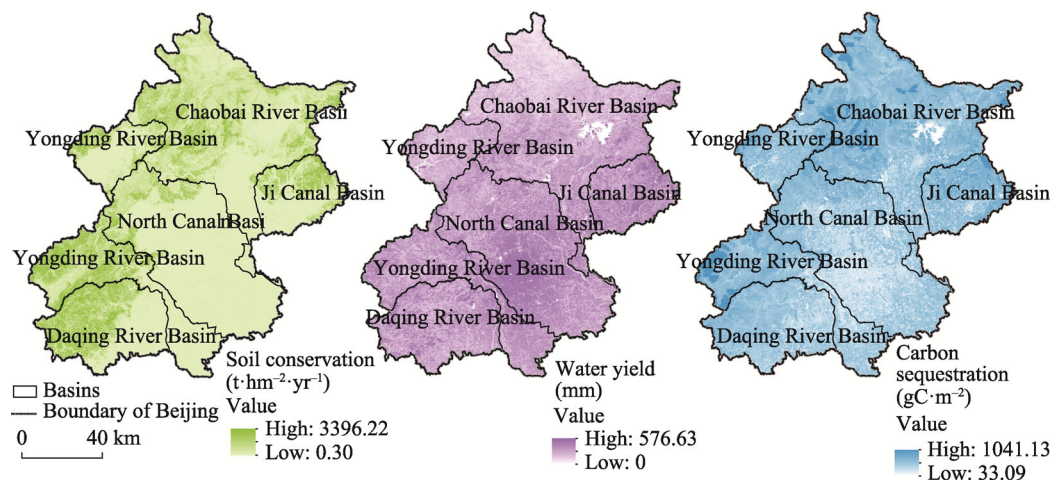 Chaobai River Basin
Yongding River Basin
Ji Canal Basin
North Canal Basi
Yongding River Basin
Daqing River Basin
Soil conservation
(t·hm⁻²·yr⁻¹)
Value
High: 3396.22
Low: 0.30
Basins
Boundary of Beijing
0 40 km
Chaobai River Basin
Yongding River Basin
Ji Canal Basin
North Canal Basin
Yongding River Basin
Daqing River Basin
Water yield
(mm)
Value
High: 576.63
Low: 0
Chaobai River Basin
Yongding River Basin
Ji Canal Basin
North Canal Basin
Yongding River Basin
Daqing River Basin
Carbon
sequestration
(gC·m⁻²)
Value
High: 1041.13
Low: 33.09